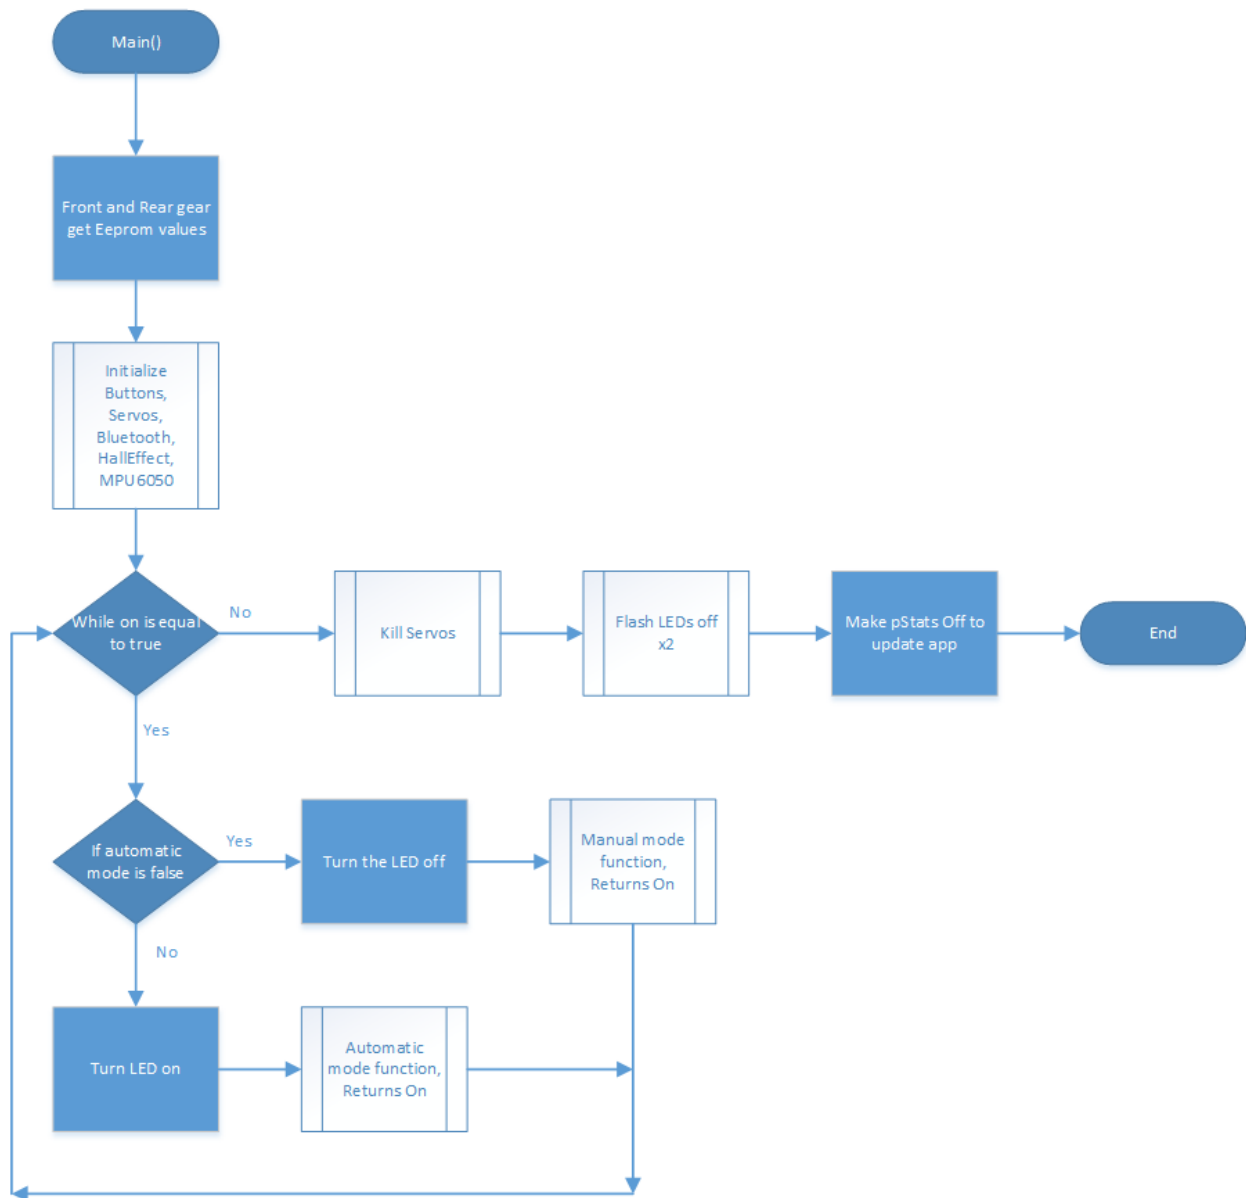 Main()
Front and Rear gear
get Eeprom values
Initialize
Buttons,
Servos,
Bluetooth,
HallEffect,
MPU6050
While on is equal
to true
No
Kill Servos
Flash LEDs off
x2
Make pStats Off to
update app
End
Yes
If automatic
mode is false
Yes
Turn the LED off
Manual mode
function,
Returns On
No
Turn LED on
Automatic
mode function,
Returns On